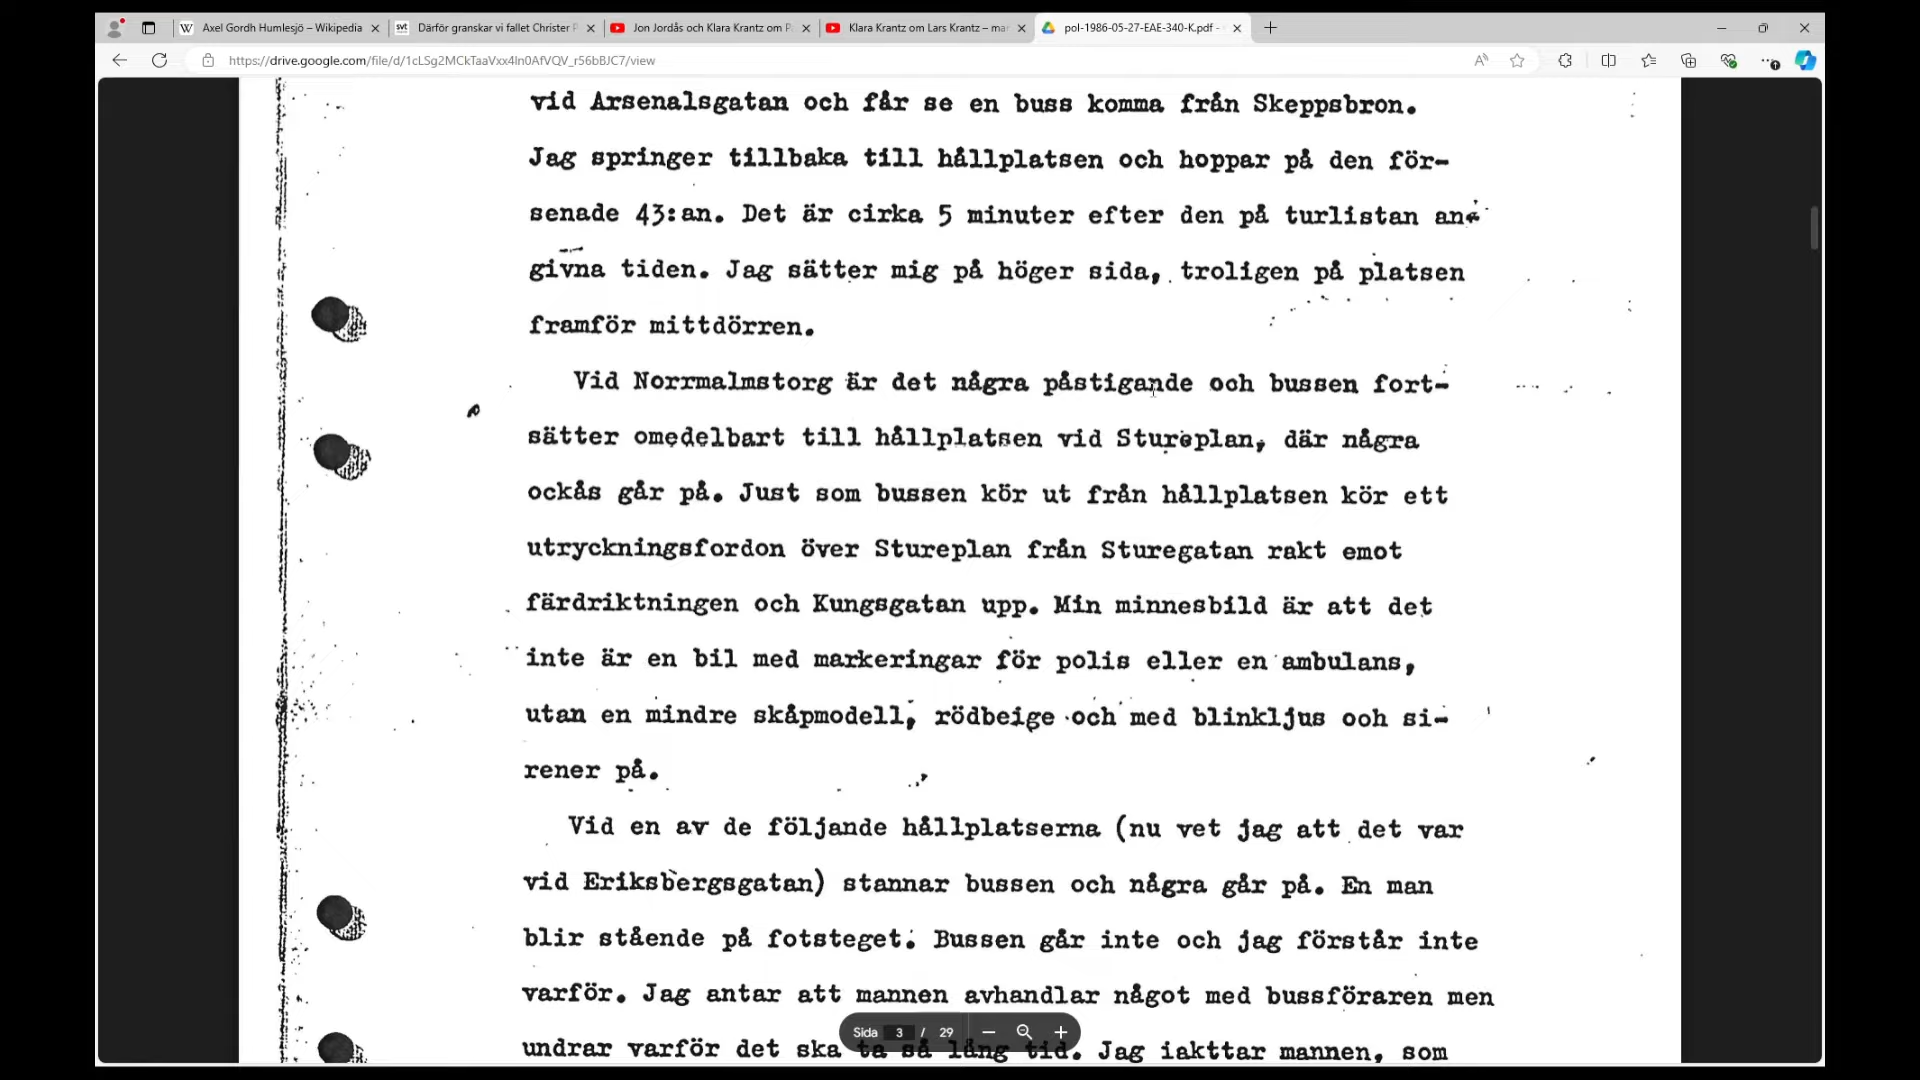 Axel Gordh Humlesjö – Wikipedia
Därför granskar vi fallet Christer P
Jon Jordås och Klara Krantz om P
Klara Krantz om Lars Krantz – ma
pol-1986-05-27-EAE-340-K.pdf -
https://drive.google.com/file/d/1cLSg2MCkTaaVxx4ln0AfVQV_r56bBJC7/view
vid Arsenalsgatan och får se en buss komma från Skeppsbron.
Jag springer tillbaka till hållplatsen och hoppar på den för-
senade 43:an. Det är cirka 5 minuter efter den på turlistan an-
givna tiden. Jag sätter mig på höger sida, troligen på platsen
framför mittdörren.
Vid Norrmalmstorg är det några påstigande och bussen fort-
sätter omedelbart till hållplatsen vid Stureplan, där några
ockås går på. Just som bussen kör ut från hållplatsen kör ett
utryckningsfordon över Stureplan från Sturegatan rakt emot
färdriktningen och Kungsgatan upp. Min minnesbild är att det
inte är en bil med markeringar för polis eller en ambulans,
utan en mindre skåpmodell, rödbeige och med blinkljus ooh si-
rener på.
Vid en av de följande hållplatserna (nu vet jag att det var
vid Eriksbergsgatan) stannar bussen och några går på. En man
blir stående på fotsteget. Bussen går inte och jag förstår inte
varför. Jag antar att mannen avhandlar något med bussföraren men
undrar varför det ska ta så lång tid. Jag iakttar mannen, som
Sida 3 / 29